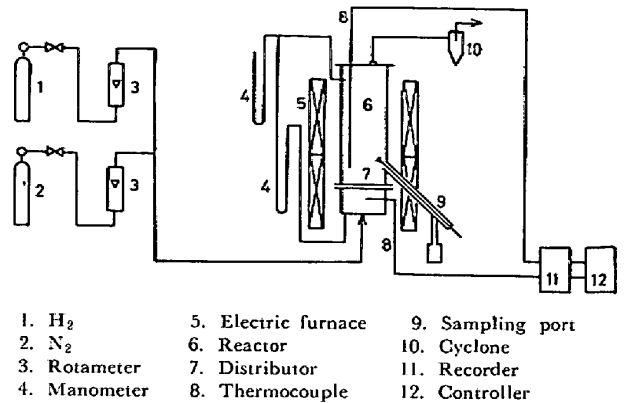 8
1
3
4
5
6
10
2
3
4
7
9
8
11
12
1. H₂
2. N₂
3. Rotameter
4. Manometer
5. Electric furnace
6. Reactor
7. Distributor
8. Thermocouple
9. Sampling port
10. Cyclone
11. Recorder
12. Controller